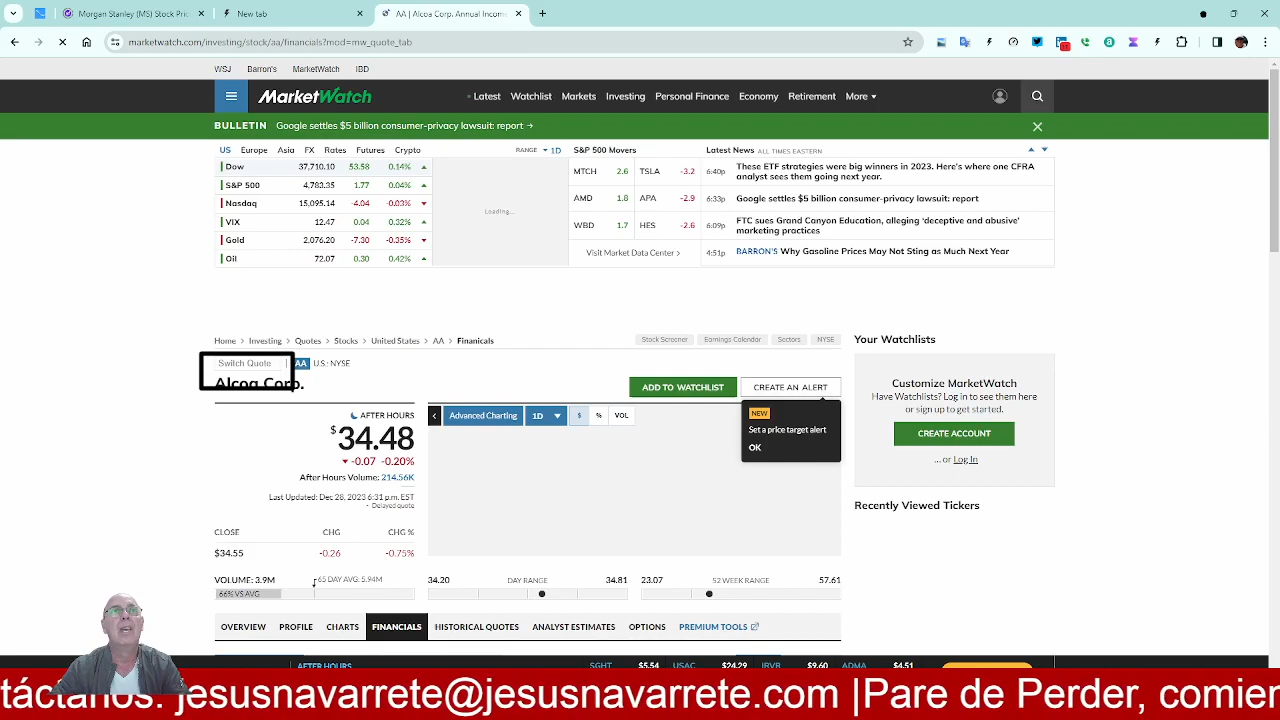 Morgan Stanley (MS) Stock Pri
New tab
AA | Alcoa Corp. Annual Income
marketwatch.com/investing/stock/aa/financials?mod=mw_quote_tab
WSJ Barron's MarketWatch IBD
MarketWatch
Latest Watchlist Markets Investing Personal Finance Economy Retirement More
BULLETIN Google settles $5 billion consumer-privacy lawsuit: report →
US Europe Asia FX Rates Futures Crypto RANGE 1D
Dow 37,710.10 53.58 0.14%
S&P 500 4,783.35 1.77 0.04%
Nasdaq 15,095.14 -4.04 -0.03%
VIX 12.47 0.04 0.32%
Gold 2,076.20 -7.30 -0.35%
Oil 72.07 0.30 0.42%
Loading...
S&P 500 Movers
MTCH 2.6 TSLA -3.2
AMD 1.8 APA -2.9
WBD 1.7 HES -2.6
Visit Market Data Center >
Latest News ALL TIMES EASTERN
6:40p These ETF strategies were big winners in 2023. Here's where one CFRA
analyst sees them going next year.
6:33p Google settles $5 billion consumer-privacy lawsuit: report
6:09p FTC sues Grand Canyon Education, alleging 'deceptive and abusive'
marketing practices
4:51p BARRON'S Why Gasoline Prices May Not Sting as Much Next Year
Home > Investing > Quotes > Stocks > United States > AA > Financials
Stock Screener Earnings Calendar Sectors NYSE
Switch Quote | AA U.S.: NYSE
Alcoa Corp.
ADD TO WATCHLIST CREATE AN ALERT
NEW
Set a price target alert
OK
AFTER HOURS
$34.48
-0.07 -0.20%
After Hours Volume: 214.56K
Last Updated: Dec 28, 2023 6:31 p.m. EST
Delayed quote
CLOSE CHG CHG %
$34.55 -0.26 -0.75%
Advanced Charting 1D $ % VOL
VOLUME: 3.9M 65 DAY AVG: 5.94M
66% VS AVG
34.20 DAY RANGE 34.81
23.07 52 WEEK RANGE 57.61
OVERVIEW PROFILE CHARTS FINANCIALS HISTORICAL QUOTES ANALYST ESTIMATES OPTIONS PREMIUM TOOLS
Your Watchlists
Customize MarketWatch
Have Watchlists? Log in to see them here
or sign up to get started.
CREATE ACCOUNT
... or Log In
Recently Viewed Tickers
AFTER HOURS SGHT $5.54 USAC $24.29 IBVR $9.60 ADMA $4.51
táctanos: jesusnavarrete@jesusnavarrete.com |Pare de Perder, comien